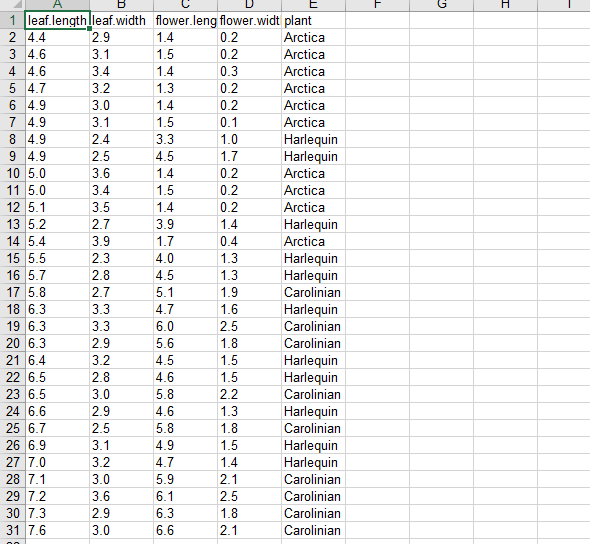 A B C D E F G H I
1 leaf.length leaf.width flower.leng flower.widt plant
2 4.4 2.9 1.4 0.2 Arctica
3 4.6 3.1 1.5 0.2 Arctica
4 4.6 3.4 1.4 0.3 Arctica
5 4.7 3.2 1.3 0.2 Arctica
6 4.9 3.0 1.4 0.2 Arctica
7 4.9 3.1 1.5 0.1 Arctica
8 4.9 2.4 3.3 1.0 Harlequin
9 4.9 2.5 4.5 1.7 Harlequin
10 5.0 3.6 1.4 0.2 Arctica
11 5.0 3.4 1.5 0.2 Arctica
12 5.1 3.5 1.4 0.2 Arctica
13 5.2 2.7 3.9 1.4 Harlequin
14 5.4 3.9 1.7 0.4 Arctica
15 5.5 2.3 4.0 1.3 Harlequin
16 5.7 2.8 4.5 1.3 Harlequin
17 5.8 2.7 5.1 1.9 Carolinian
18 6.3 3.3 4.7 1.6 Harlequin
19 6.3 3.3 6.0 2.5 Carolinian
20 6.3 2.9 5.6 1.8 Carolinian
21 6.4 3.2 4.5 1.5 Harlequin
22 6.5 2.8 4.6 1.5 Harlequin
23 6.5 3.0 5.8 2.2 Carolinian
24 6.6 2.9 4.6 1.3 Harlequin
25 6.7 2.5 5.8 1.8 Carolinian
26 6.9 3.1 4.9 1.5 Harlequin
27 7.0 3.2 4.7 1.4 Harlequin
28 7.1 3.0 5.9 2.1 Carolinian
29 7.2 3.6 6.1 2.5 Carolinian
30 7.3 2.9 6.3 1.8 Carolinian
31 7.6 3.0 6.6 2.1 Carolinian